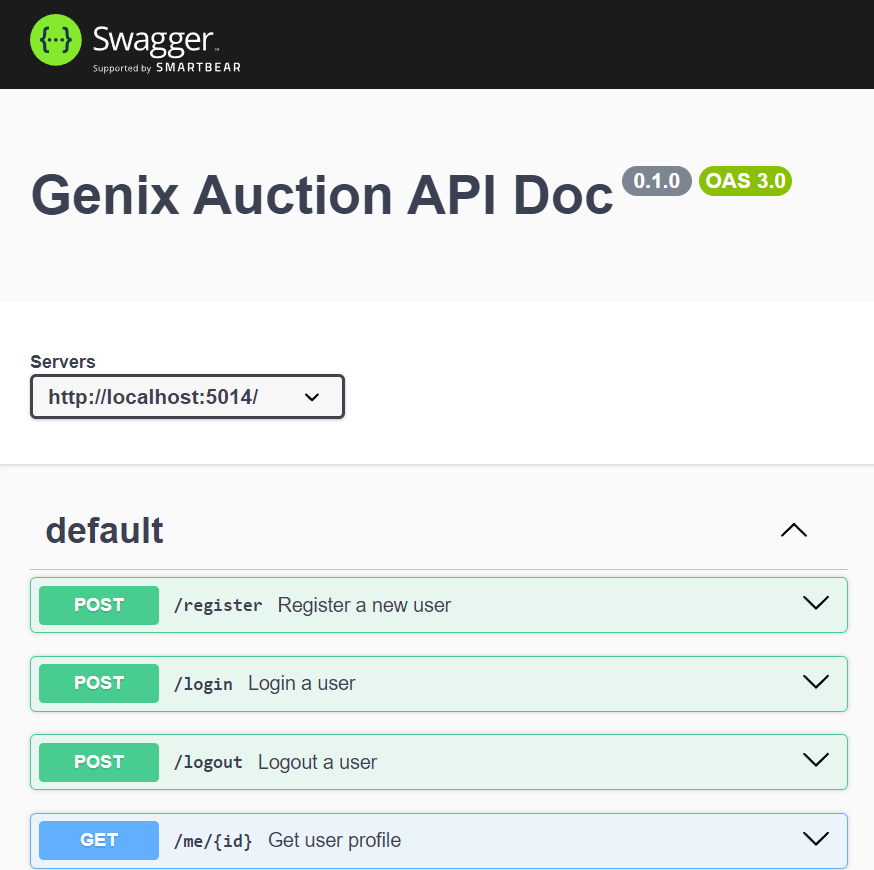 {···} Swagger™
Supported by SMARTBEAR
Genix Auction API Doc 0.1.0 OAS 3.0
Servers
http://localhost:5014/
default
POST /register Register a new user
POST /login Login a user
POST /logout Logout a user
GET /me/{id} Get user profile